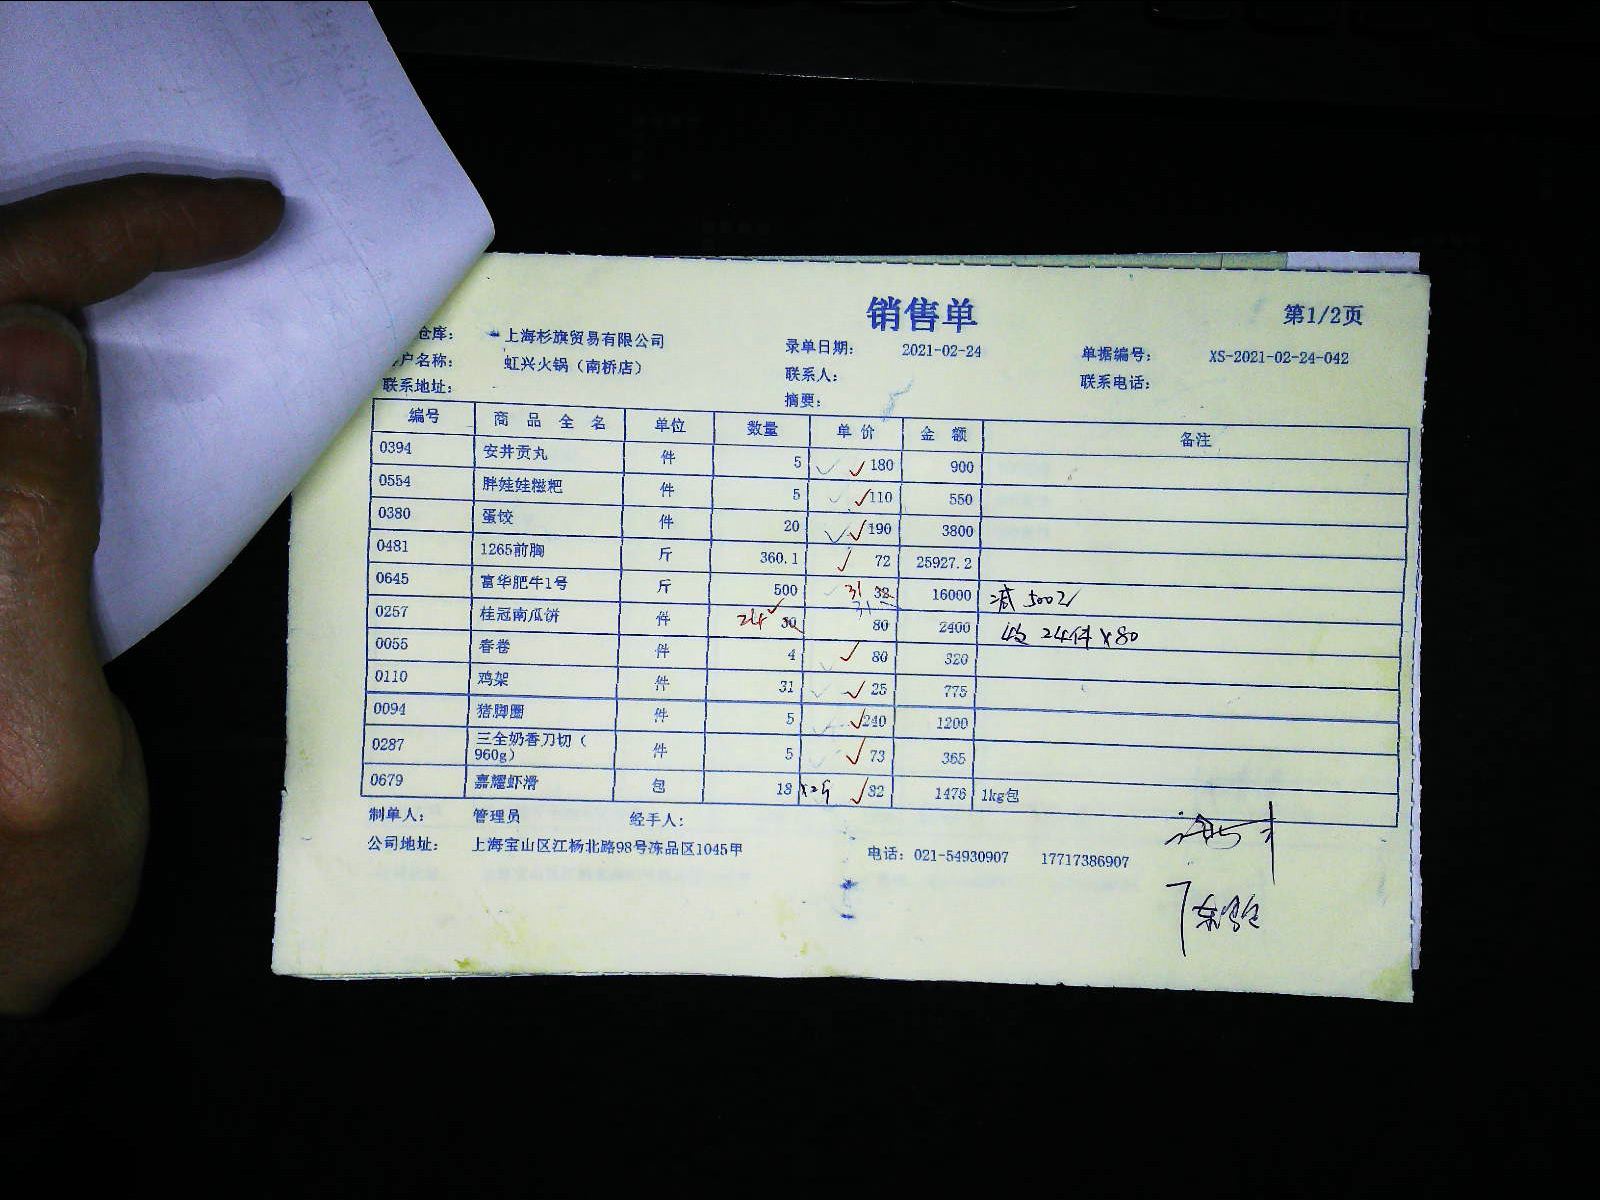 销售单 第1/2页
仓库: 上海杉旗贸易有限公司 录单日期: 2021-02-24 单据编号: XS-2021-02-24-042
户名称: 虹兴火锅（南桥店） 联系人: 联系电话:
联系地址: 摘要:
编号 商品全名 单位 数量 单价 金额 备注
0394 安井贡丸 件 5 180 900
0554 胖娃娃糍粑 件 5 110 550
0380 蛋饺 件 20 190 3800
0481 1265前胸 斤 360.1 72 25927.2
0645 富华肥牛1号 斤 500 31 32 16000 减500元
31
0257 桂冠南瓜饼 件 24 30 80 2400 收24件×80
0055 春卷 件 4 80 320
0110 鸡架 件 31 25 775
0094 猪脚圈 件 5 240 1200
0287 三全奶香刀切（960g） 件 5 73 365
0679 嘉耀虾滑 包 18 82 1476 1kg包
制单人: 管理员 经手人:
公司地址: 上海宝山区江杨北路98号冻品区1045甲 电话: 021-54930907 17717386907